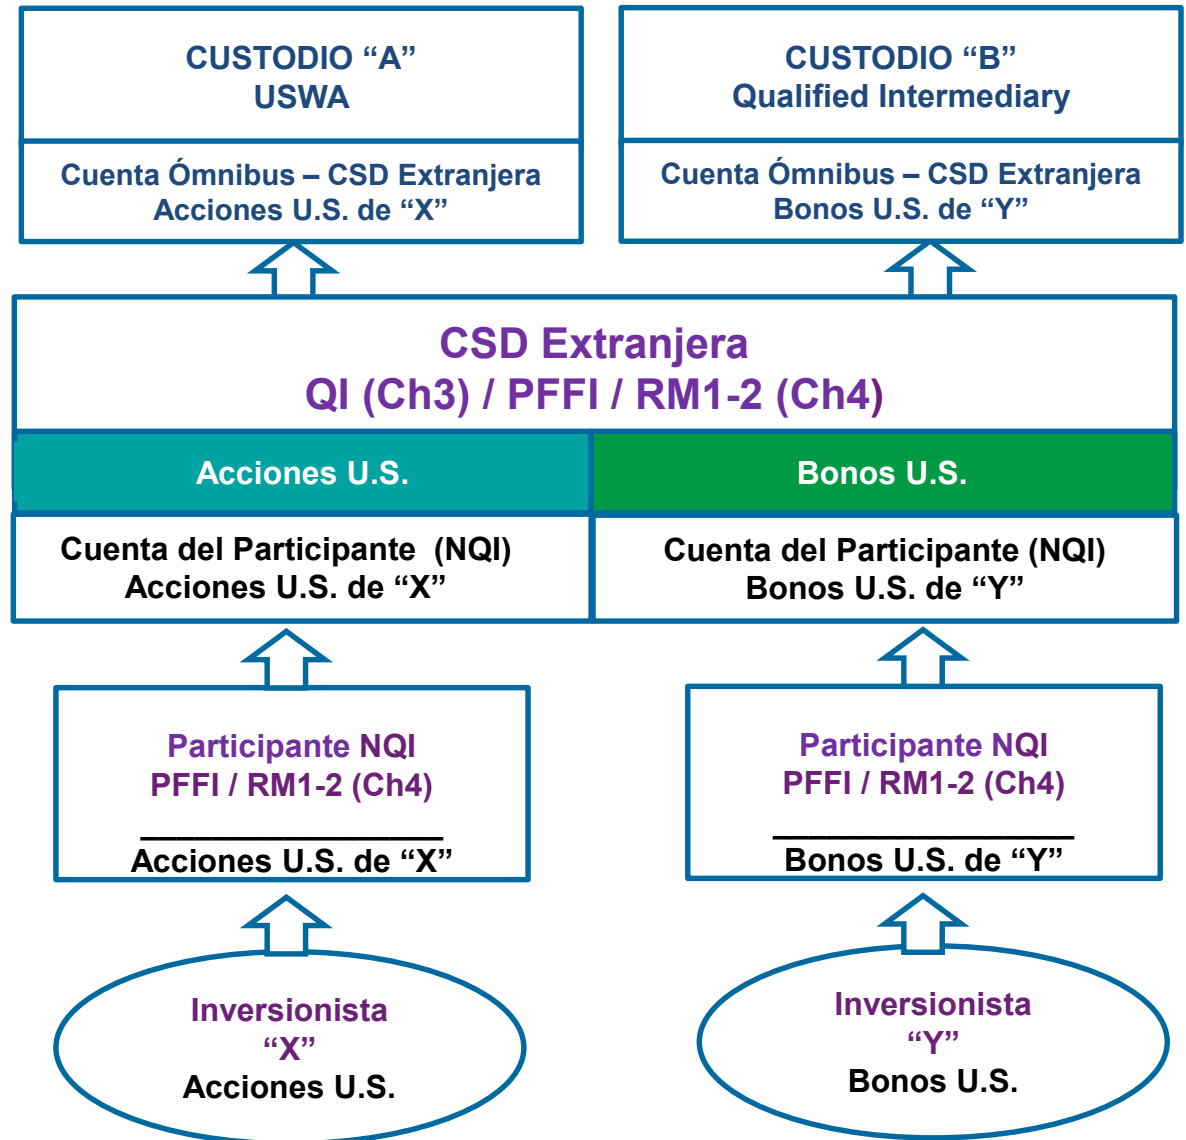 CUSTODIO “A”
USWA
Cuenta Ómnibus – CSD Extranjera
Acciones U.S. de “X”
CUSTODIO “B”
Qualified Intermediary
Cuenta Ómnibus – CSD Extranjera
Bonos U.S. de “Y”
CSD Extranjera
QI (Ch3) / PFFI / RM1-2 (Ch4)
Acciones U.S.
Bonos U.S.
Cuenta del Participante (NQI)
Acciones U.S. de “X”
Cuenta del Participante (NQI)
Bonos U.S. de “Y”
Participante NQI
PFFI / RM1-2 (Ch4)
Acciones U.S. de “X”
Participante NQI
PFFI / RM1-2 (Ch4)
Bonos U.S. de “Y”
Inversionista
“X”
Acciones U.S.
Inversionista
“Y”
Bonos U.S.